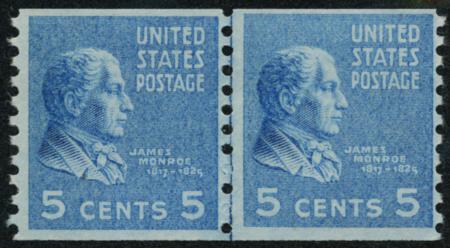 UNITED
STATES
POSTAGE
JAMES
MONROE
1817-1825
5 CENTS 5
UNITED
STATES
POSTAGE
JAMES
MONROE
1817-1825
5 CENTS 5